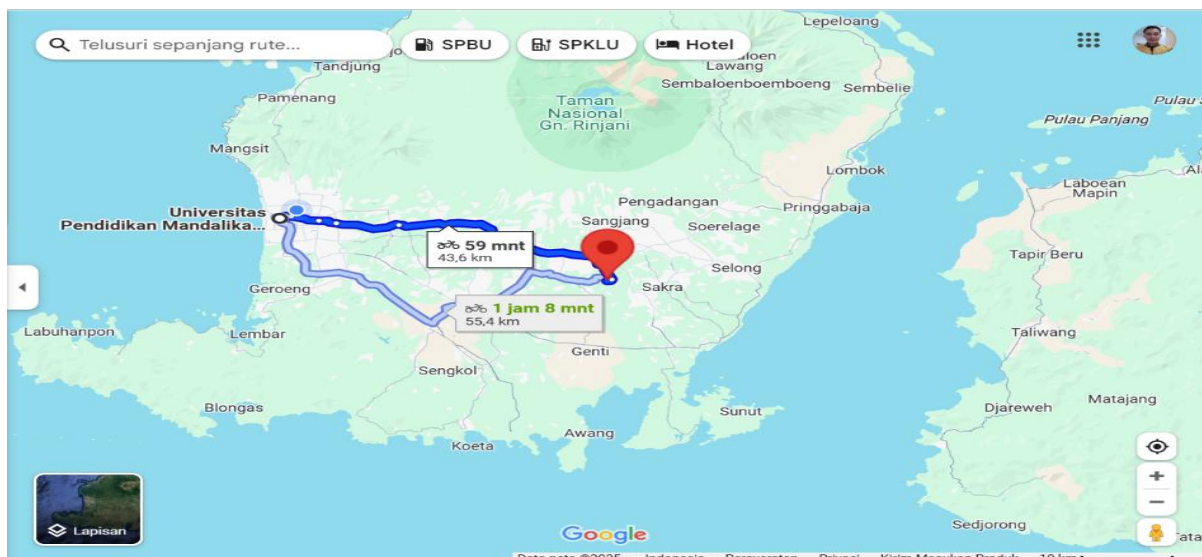 Telusuri sepanjang rute...
SPBU
SPKLU
Hotel
Lepeloang
Tandjung
Lawang
Sembaloenboemboeng
Sembelie
Pamenang
Taman
Nasional
Gn. Rinjani
Pulau
Pulau Panjang
Mangsit
Lombok
Laboean
Mapin
Universitas
Pendidikan Mandalika...
Pengadangan
Pringgabaja
Sangjang
Soerelage
59 mnt
43,6 km
Tapir Beru
Selong
Geroeng
Sakra
1 jam 8 mnt
55,4 km
Labuhanpon
Lembar
Taliwang
Genti
Sengkol
Matajang
Blongas
Sunut
Djareweh
Awang
Koeta
Lapisan
Google
Sedjorong